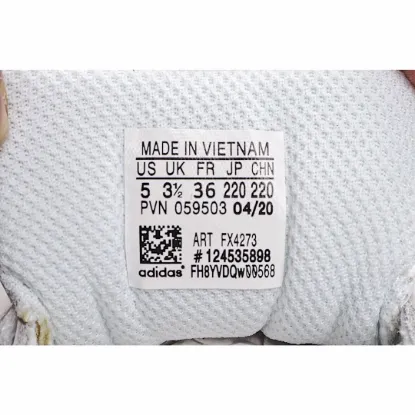 MADE IN VIETNAM
US UK FR JP CHN
5 3½ 36 220 220
PVN 059503 04/20
ART FX4273
#124535898
adidas® FH8YVDQw00568